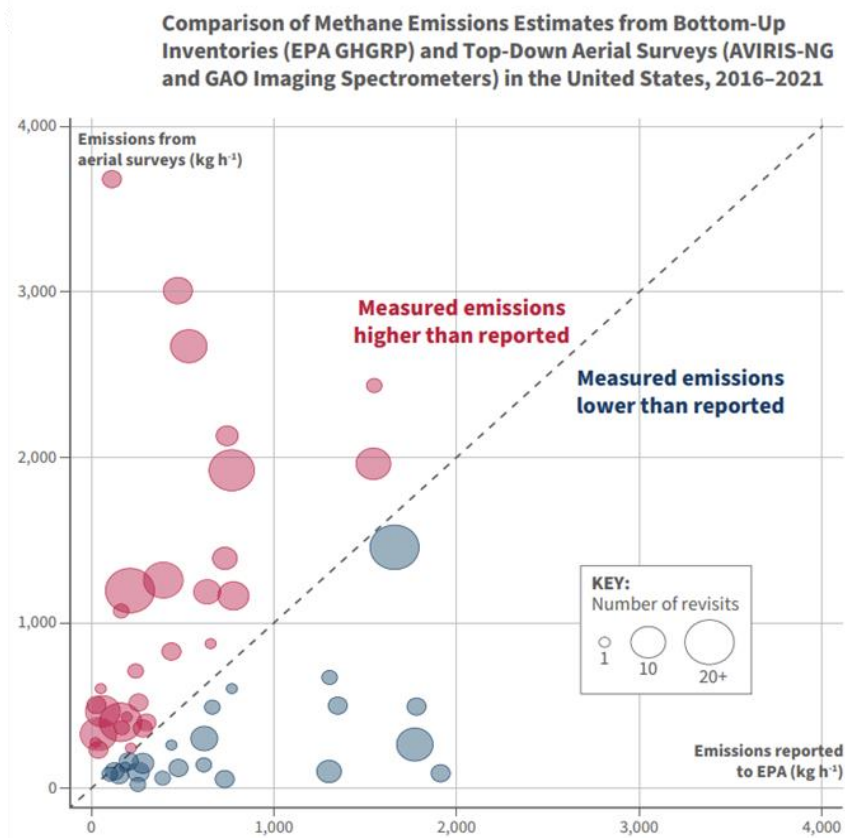 Comparison of Methane Emissions Estimates from Bottom-Up
Inventories (EPA GHGRP) and Top-Down Aerial Surveys (AVIRIS-NG
and GAO Imaging Spectrometers) in the United States, 2016–2021
4,000
Emissions from
aerial surveys (kg h⁻¹)
3,000
Measured emissions
higher than reported
Measured emissions
lower than reported
2,000
KEY:
Number of revisits
1
10
20+
1,000
Emissions reported
to EPA (kg h⁻¹)
0
0
1,000
2,000
3,000
4,000